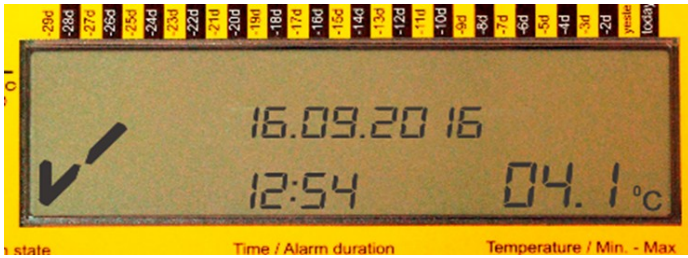 -29d -28d -27d -26d -25d -24d -23d -22d -21d -20d -19d -18d -17d -16d -15d -14d -13d -12d -11d -10d -9d -8d -7d -6d -5d -4d -3d -2d yeste today
16.09.2016
12:54 04.1 °C
n state Time / Alarm duration Temperature / Min. - Max